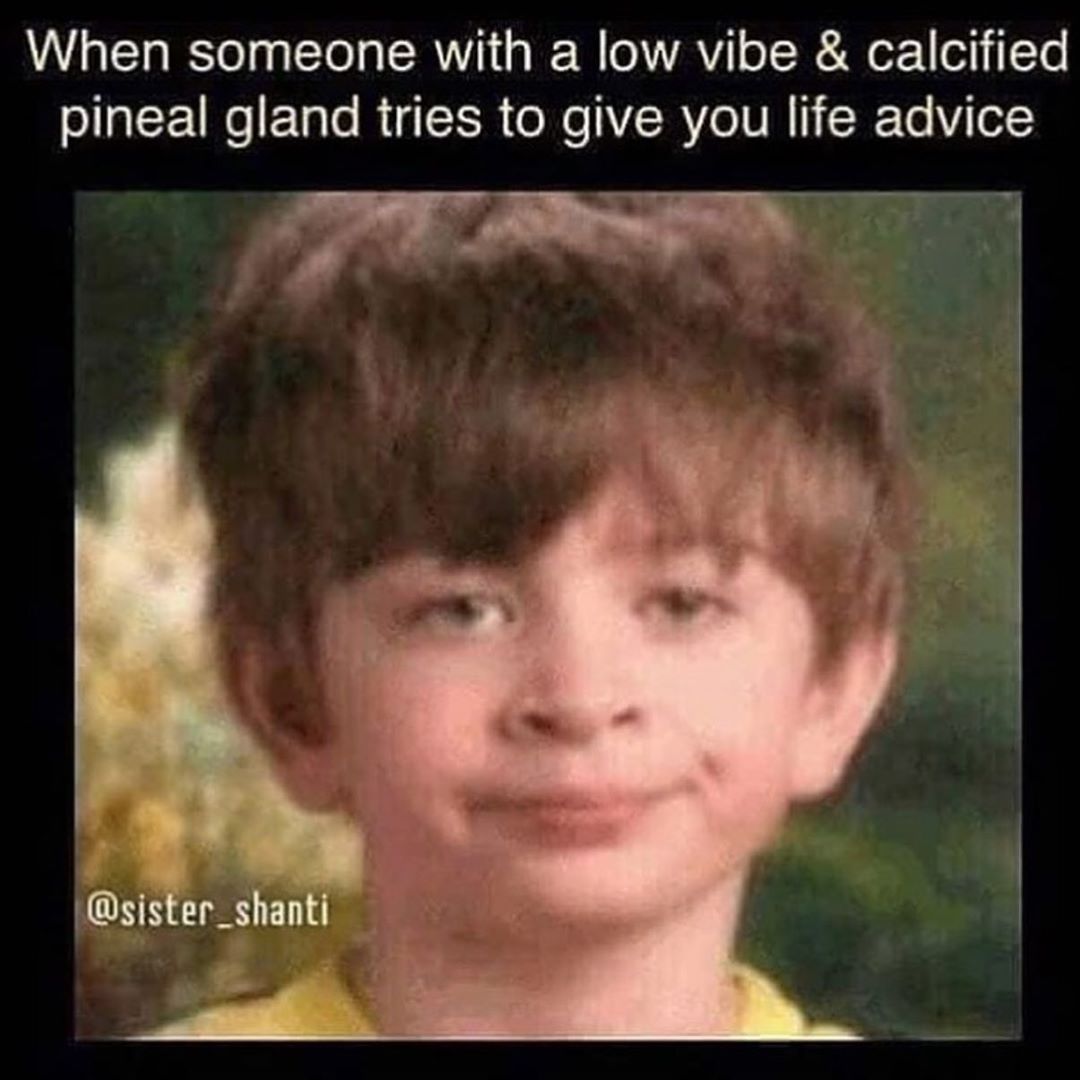 When someone with a low vibe & calcified
pineal gland tries to give you life advice
@sister_shanti